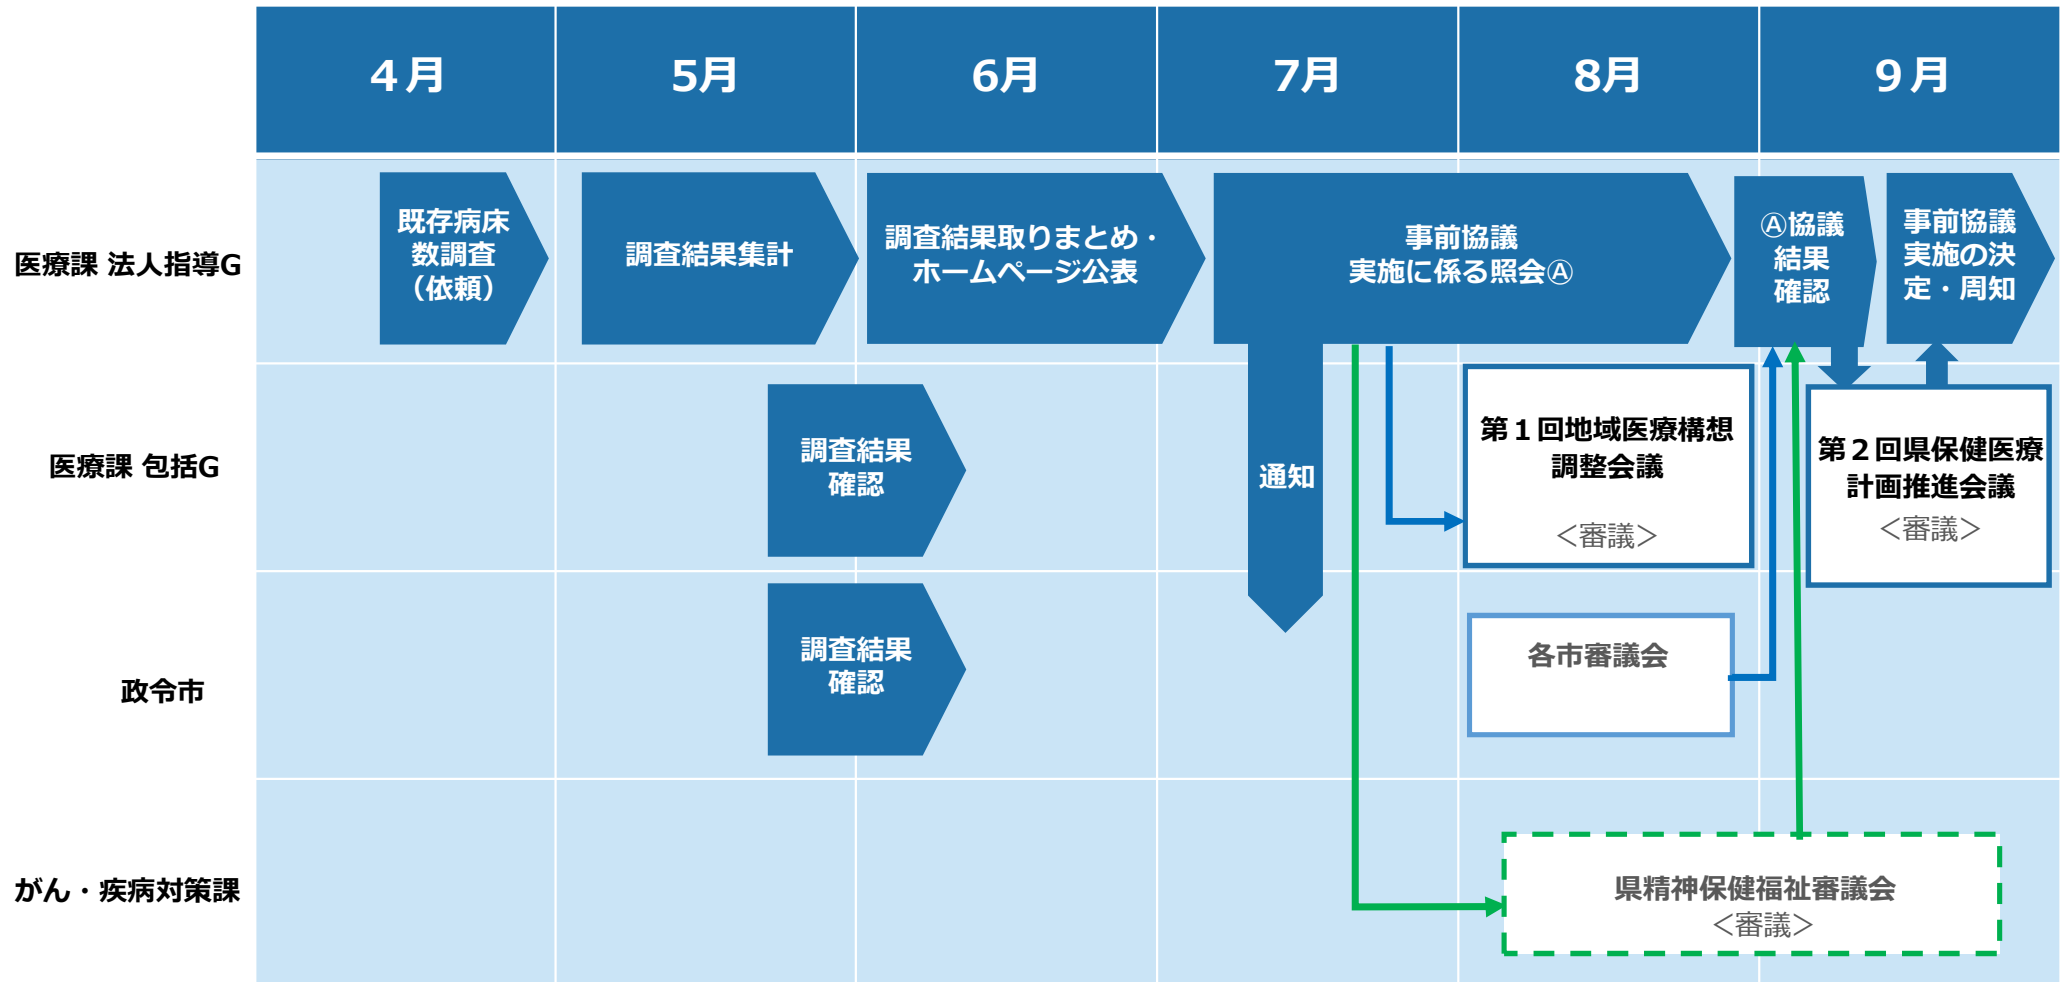 ４月
5月
6月
7月
8月
９月
医療課 法人指導G
既存病床
数調査
（依頼）
調査結果集計
調査結果取りまとめ・
ホームページ公表
事前協議
実施に係る照会Ⓐ
Ⓐ協議
結果
確認
事前協議
実施の決
定・周知
医療課 包括G
調査結果
確認
通知
第１回地域医療構想
調整会議
＜審議＞
第２回県保健医療
計画推進会議
＜審議＞
政令市
調査結果
確認
各市審議会
がん・疾病対策課
県精神保健福祉審議会
＜審議＞